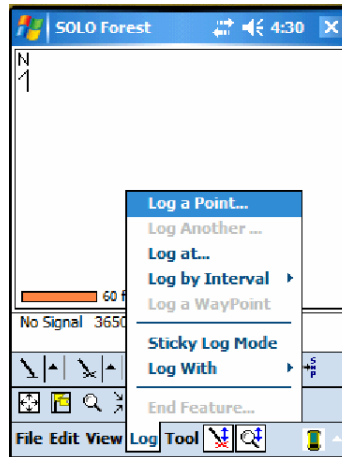 SOLO Forest 4:30
N
Log a Point...
Log Another ...
Log at...
Log by Interval
60 f
Log a WayPoint
No Signal 3650
Sticky Log Mode
Log With
End Feature...
File Edit View Log Tool